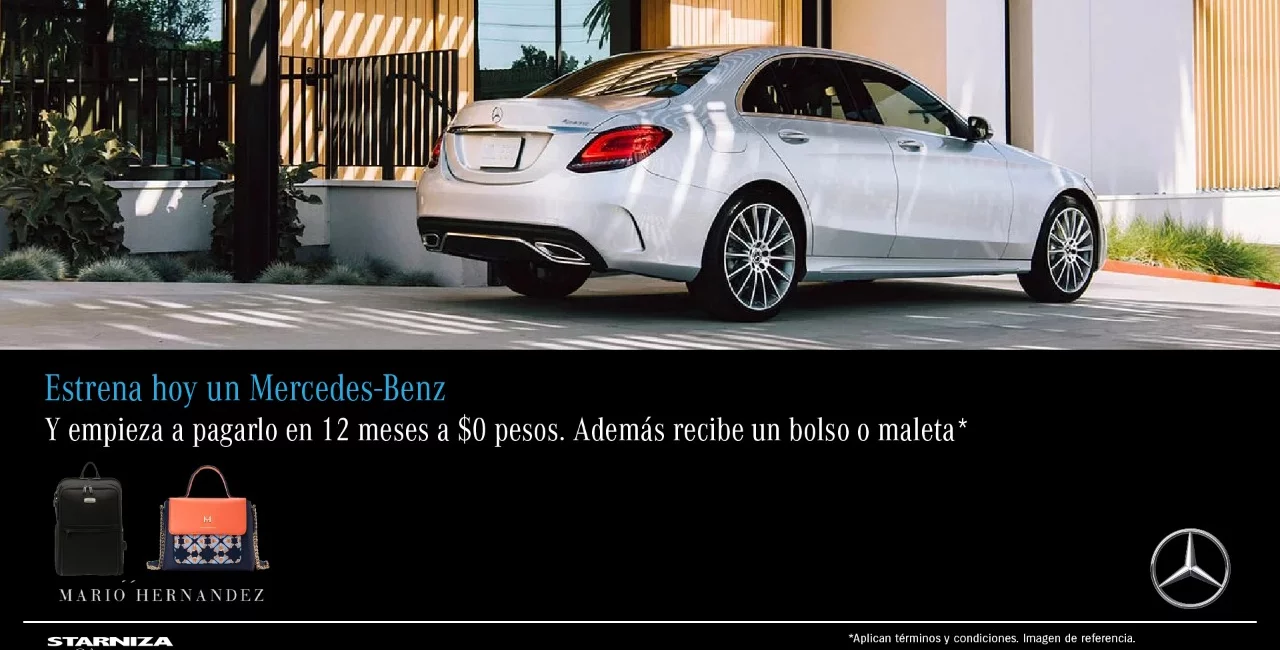 Estrena hoy un Mercedes-Benz
Y empieza a pagarlo en 12 meses a $0 pesos. Además recibe un bolso o maleta*
MARIO HERNANDEZ
STARNIZA
*Aplican términos y condiciones. Imagen de referencia.